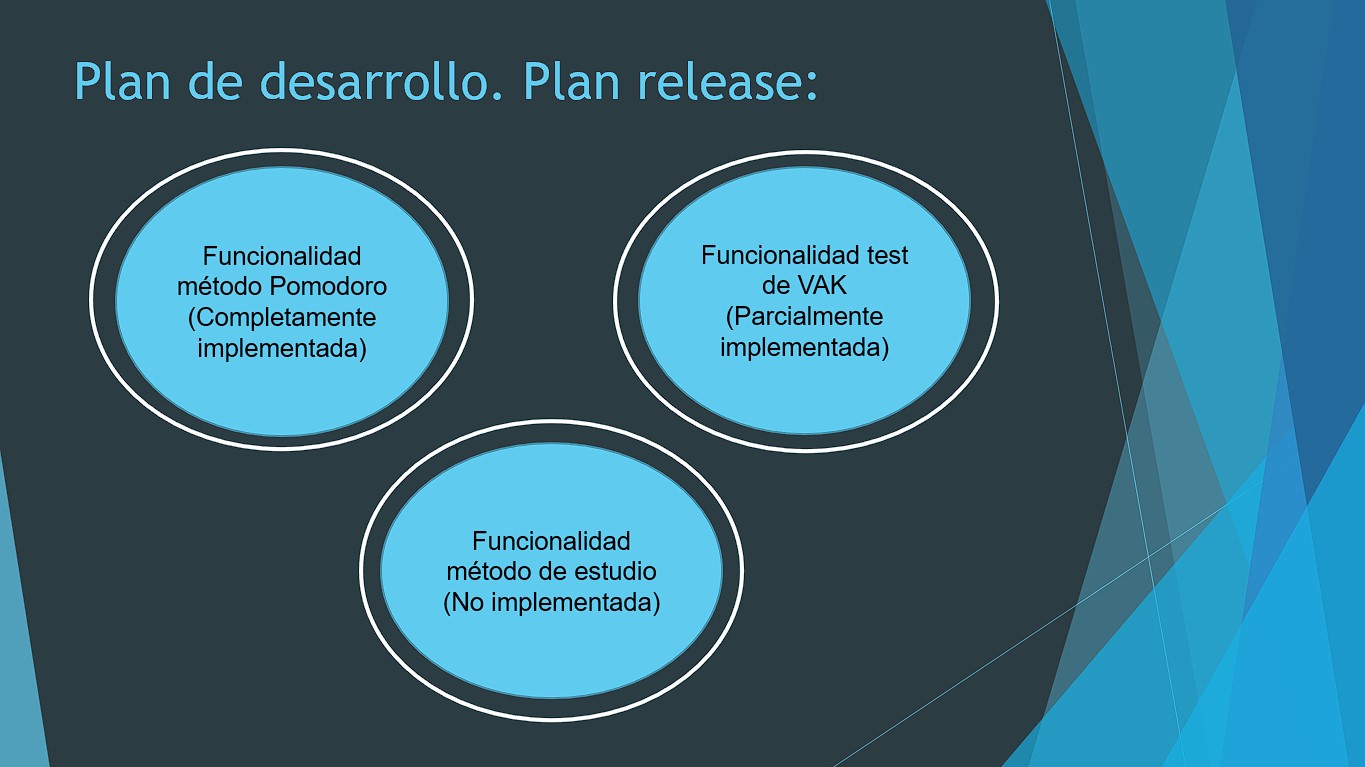 Plan de desarrollo. Plan release:
Funcionalidad
método Pomodoro
(Completamente
implementada)
Funcionalidad test
de VAK
(Parcialmente
implementada)
Funcionalidad
método de estudio
(No implementada)